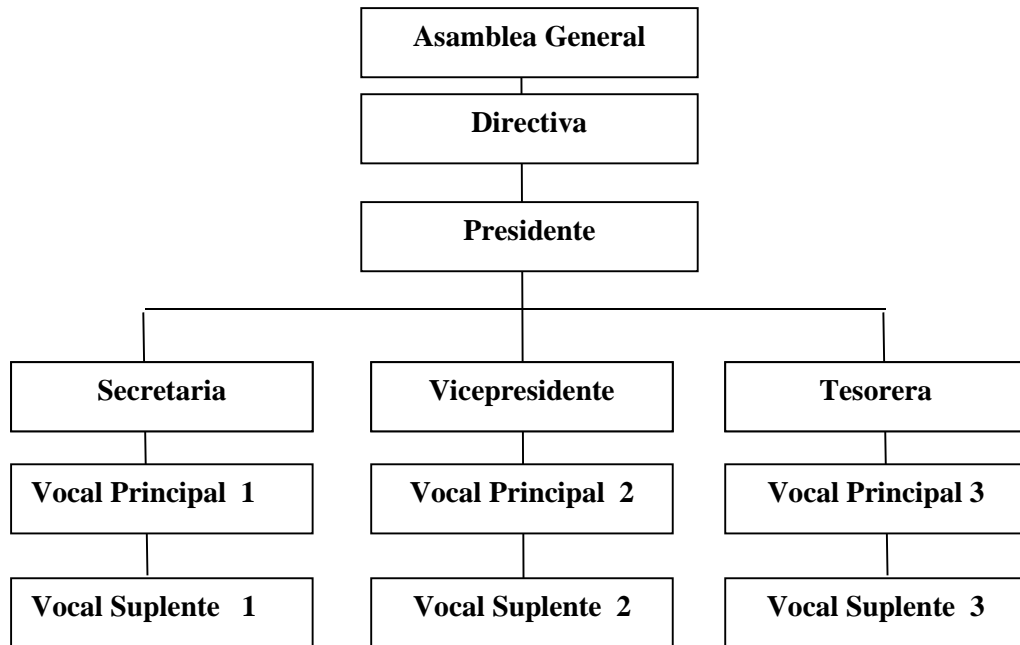 Asamblea General
Directiva
Presidente
Secretaria
Vicepresidente
Tesorera
Vocal Principal 1
Vocal Principal 2
Vocal Principal 3
Vocal Suplente 1
Vocal Suplente 2
Vocal Suplente 3